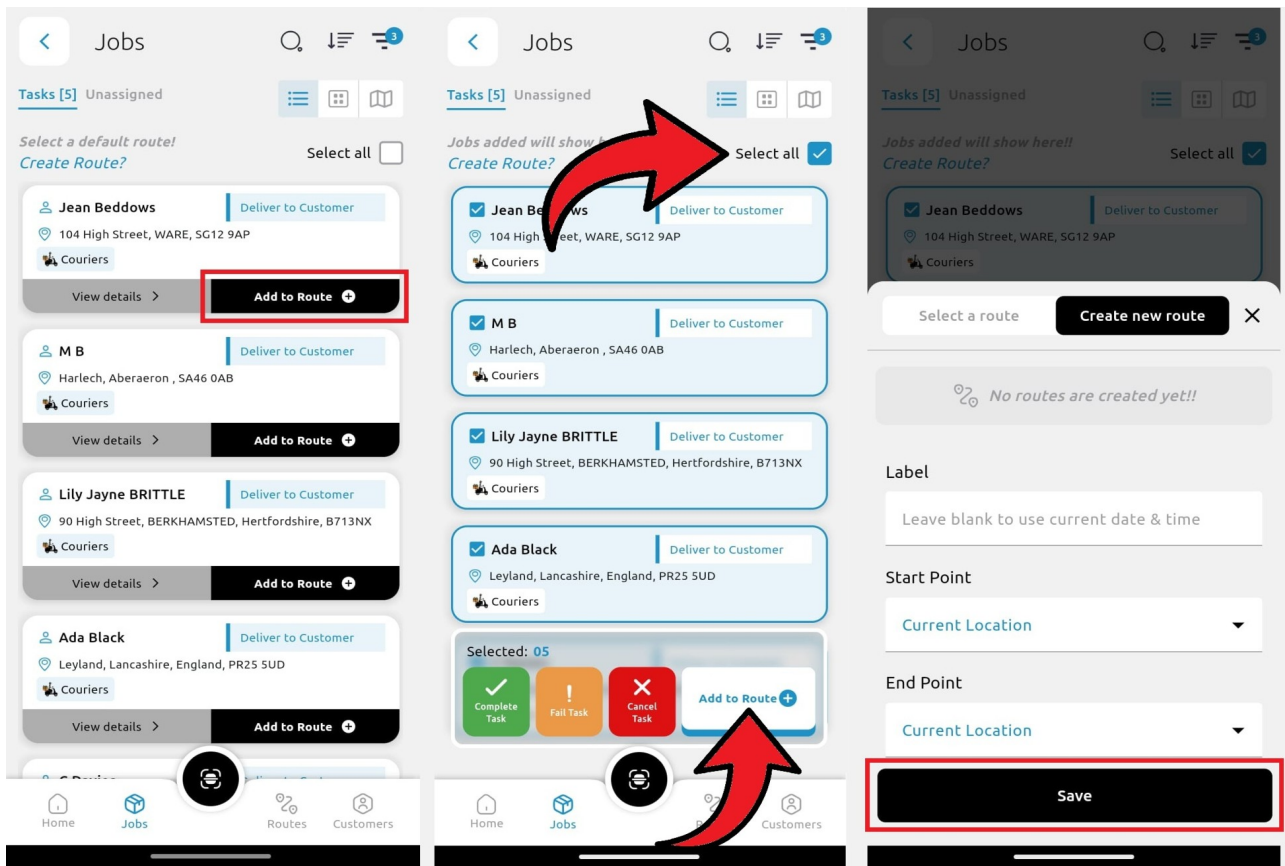 Jobs
3
Tasks [5] Unassigned
Select a default route!
Create Route?
Select all
Jean Beddows
Deliver to Customer
104 High Street, WARE, SG12 9AP
Couriers
View details >
Add to Route
M B
Deliver to Customer
Harlech, Aberaeron , SA46 0AB
Couriers
View details >
Add to Route
Lily Jayne BRITTLE
Deliver to Customer
90 High Street, BERKHAMSTED, Hertfordshire, B713NX
Couriers
View details >
Add to Route
Ada Black
Deliver to Customer
Leyland, Lancashire, England, PR25 5UD
Couriers
View details >
Add to Route
Home
Jobs
Routes
Customers
Jobs
3
Tasks [5] Unassigned
Jobs added will show
Create Route?
Select all
Jean
Deliver to Customer
104 High WARE, SG12 9AP
Couriers
M B
Deliver to Customer
Harlech, Aberaeron , SA46 0AB
Couriers
Lily Jayne BRITTLE
Deliver to Customer
90 High Street, BERKHAMSTED, Hertfordshire, B713NX
Couriers
Ada Black
Deliver to Customer
Leyland, Lancashire, England, PR25 5UD
Couriers
Selected: 05
Complete
Task
Fail Task
Cancel
Task
Add to Route
Home
Jobs
Customers
Jobs
3
Tasks [5] Unassigned
Jobs added will show here!!
Create Route?
Select all
Jean Beddows
Deliver to Customer
104 High Street, WARE, SG12 9AP
Couriers
Select a route
Create new route
No routes are created yet!!
Label
Leave blank to use current date & time
Start Point
Current Location
End Point
Current Location
Save